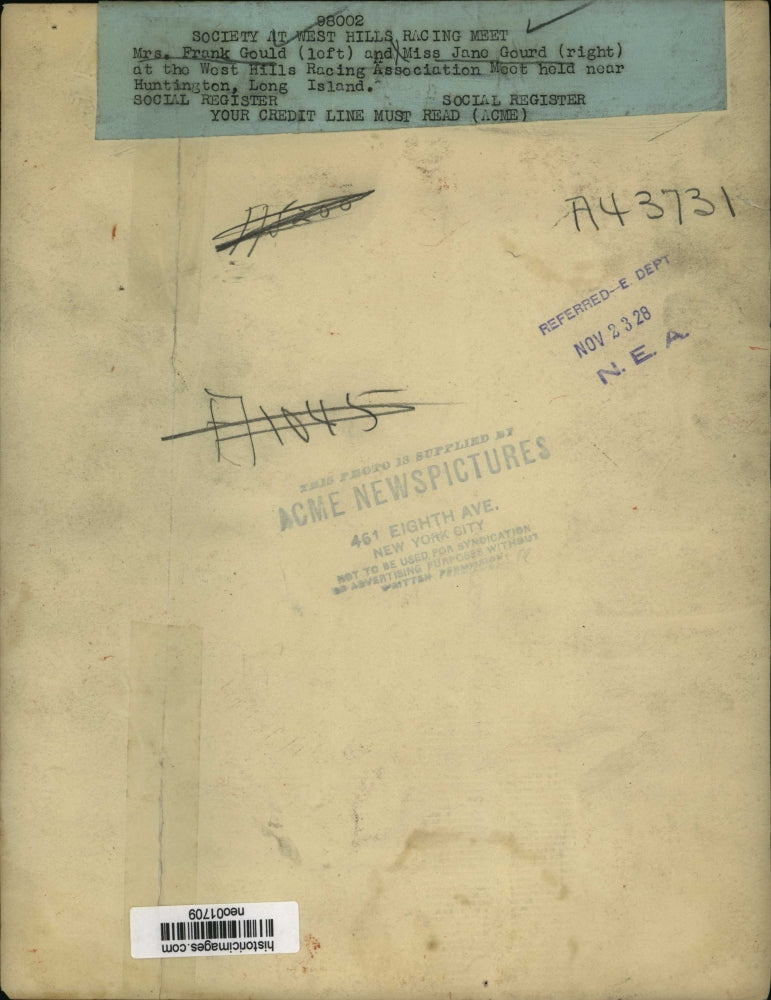 98002
SOCIETY AT WEST HILLS RACING MEET
Mrs. Frank Gould (left) and Miss Jane Gourd (right)
at the West Hills Racing Association Meet held near
Huntington, Long Island.
SOCIAL REGISTER SOCIAL REGISTER
YOUR CREDIT LINE MUST READ (ACME)
A43731
REFERRED-E. DEPT
NOV 23 28
N. E. A.
A1045
THIS PHOTO IS SUPPLIED BY
ACME NEWSPICTURES
461 EIGHTH AVE.
NEW YORK CITY
NOT TO BE USED FOR SYNDICATION
OR ADVERTISING PURPOSES WITHOUT
WRITTEN PERMISSION
historicimages.com
neo01709